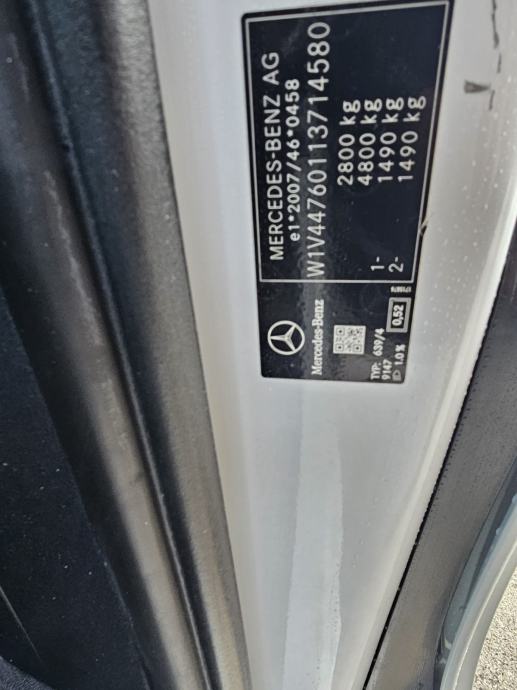 MERCEDES-BENZ AG
e1*2007/46*0458
W1V44760113714580
2800 kg
4800 kg
1- 1490 kg
2- 1490 kg
Mercedes-Benz
TYP: 639/4
9147 0,52
1.0 %